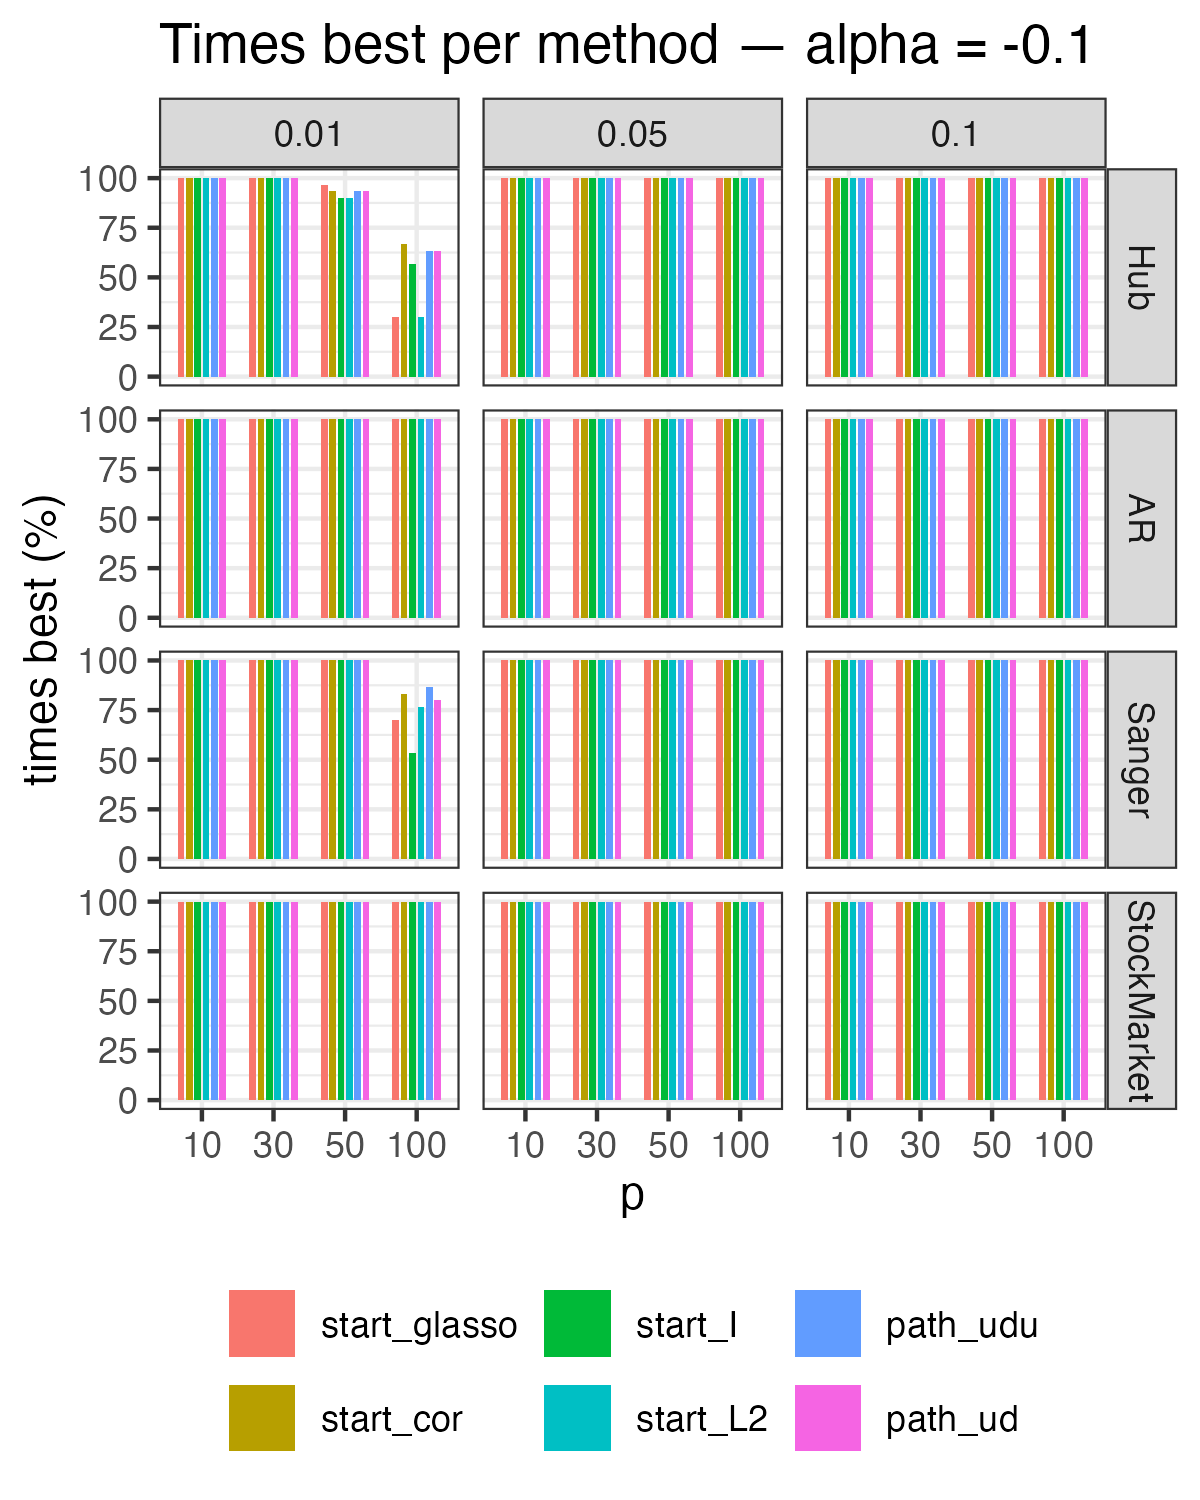 Times best per method — alpha = -0.1
0.01 0.05 0.1
100
75
50
25
0
Hub
100
75
50
25
0
AR
100
75
50
25
0
Sanger
100
75
50
25
0
StockMarket
times best (%)
10 30 50 100 10 30 50 100 10 30 50 100
p
start_glasso start_I path_udu
start_cor start_L2 path_ud